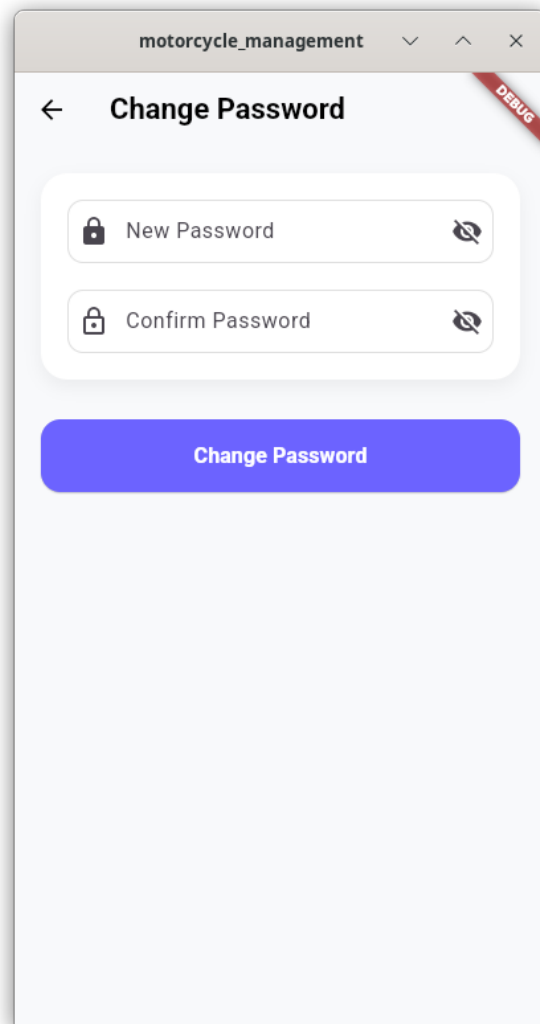 motorcycle_management
DEBUG
Change Password
New Password
Confirm Password
Change Password